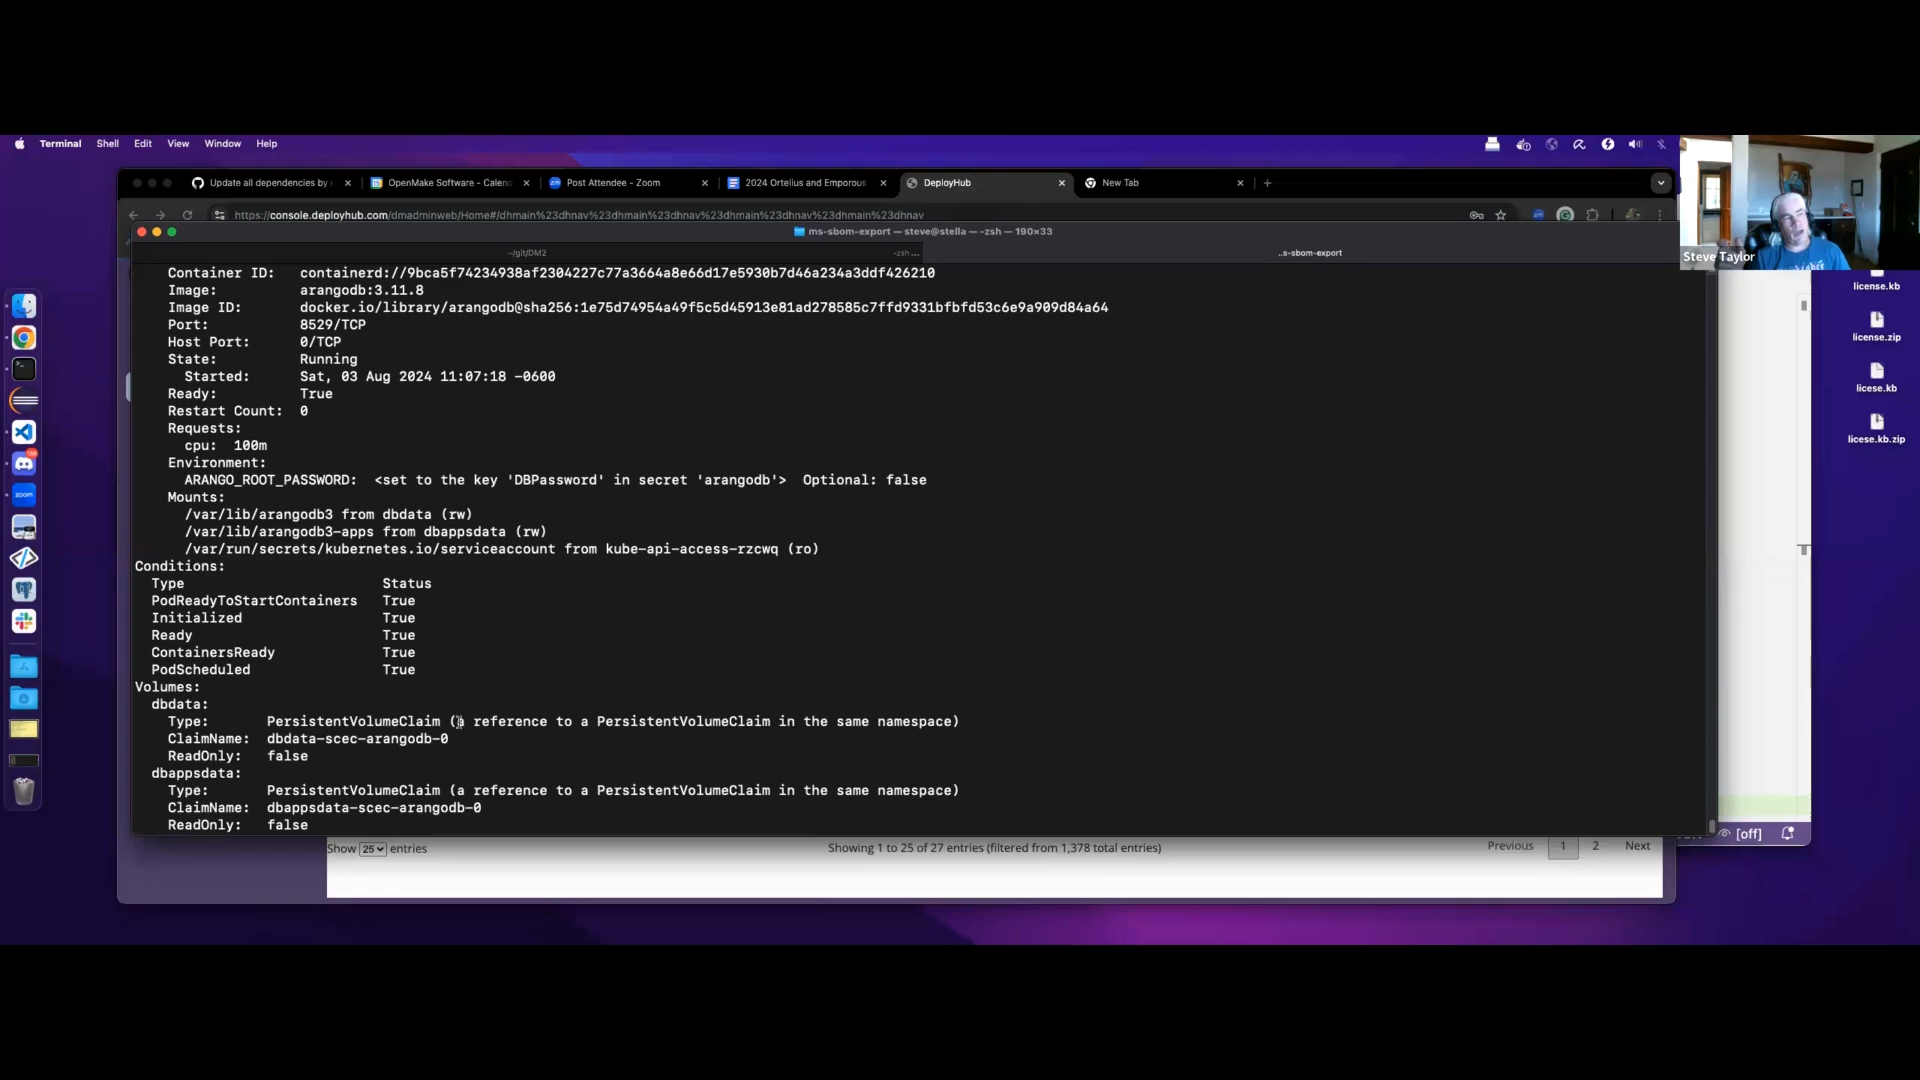 Terminal Shell Edit View Window Help
Update all dependencies by
OpenMake Software - Calenc
Post Attendee - Zoom
2024 Ortelius and Emporous
DeployHub
New Tab
https://console.deployhub.com/dmadminweb/Home#/dhmain%23dhnav%23dhmain%23dhnav%23dhmain%23dhnav%23dhmain%23dhnav
ms-sbom-export — steve@stella — -zsh — 190×33
~/git/DM2
-zsh ...
..s-sbom-export
Steve Taylor
Container ID: containerd://9bca5f74234938af2304227c77a3664a8e66d17e5930b7d46a234a3ddf426210
Image: arangodb:3.11.8
Image ID: docker.io/library/arangodb@sha256:1e75d74954a49f5c5d45913e81ad278585c7ffd9331bfbfd53c6e9a909d84a64
Port: 8529/TCP
Host Port: 0/TCP
State: Running
Started: Sat, 03 Aug 2024 11:07:18 -0600
Ready: True
Restart Count: 0
Requests:
cpu: 100m
Environment:
ARANGO_ROOT_PASSWORD: <set to the key 'DBPassword' in secret 'arangodb'> Optional: false
Mounts:
/var/lib/arangodb3 from dbdata (rw)
/var/lib/arangodb3-apps from dbappsdata (rw)
/var/run/secrets/kubernetes.io/serviceaccount from kube-api-access-rzcwq (ro)
Conditions:
Type Status
PodReadyToStartContainers True
Initialized True
Ready True
ContainersReady True
PodScheduled True
Volumes:
dbdata:
Type: PersistentVolumeClaim (a reference to a PersistentVolumeClaim in the same namespace)
ClaimName: dbdata-scec-arangodb-0
ReadOnly: false
dbappsdata:
Type: PersistentVolumeClaim (a reference to a PersistentVolumeClaim in the same namespace)
ClaimName: dbappsdata-scec-arangodb-0
ReadOnly: false
license.kb
license.zip
licese.kb
licese.kb.zip
zoom
[off]
Show 25 entries
Showing 1 to 25 of 27 entries (filtered from 1,378 total entries)
Previous 1 2 Next